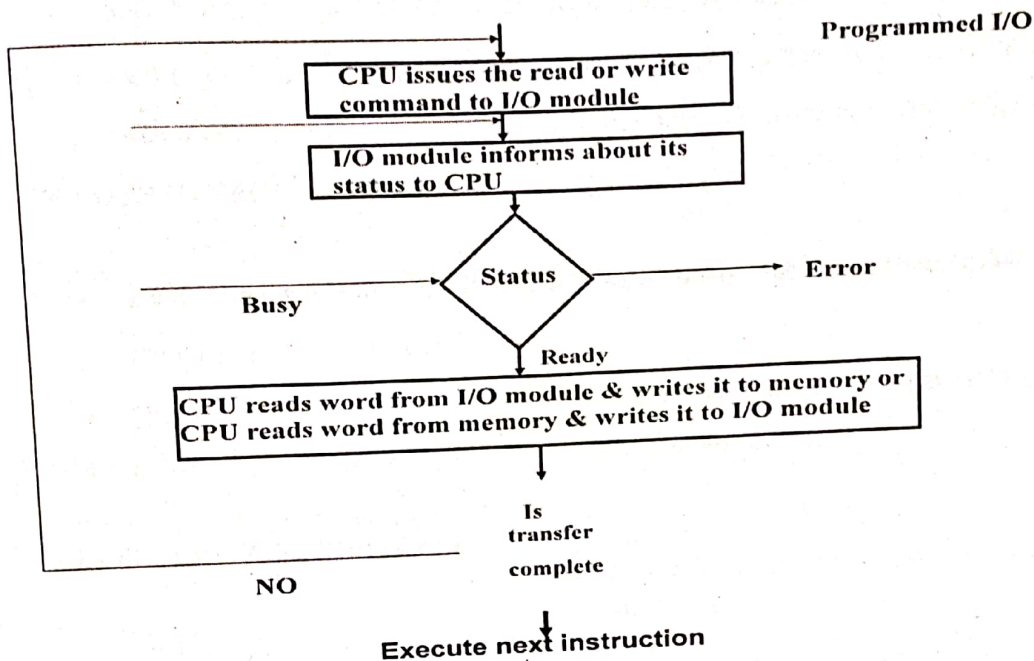 Programmed I/O
CPU issues the read or write
command to I/O module
I/O module informs about its
status to CPU
Status
Error
Busy
Ready
CPU reads word from I/O module & writes it to memory or
CPU reads word from memory & writes it to I/O module
Is
transfer
complete
NO
Execute next instruction